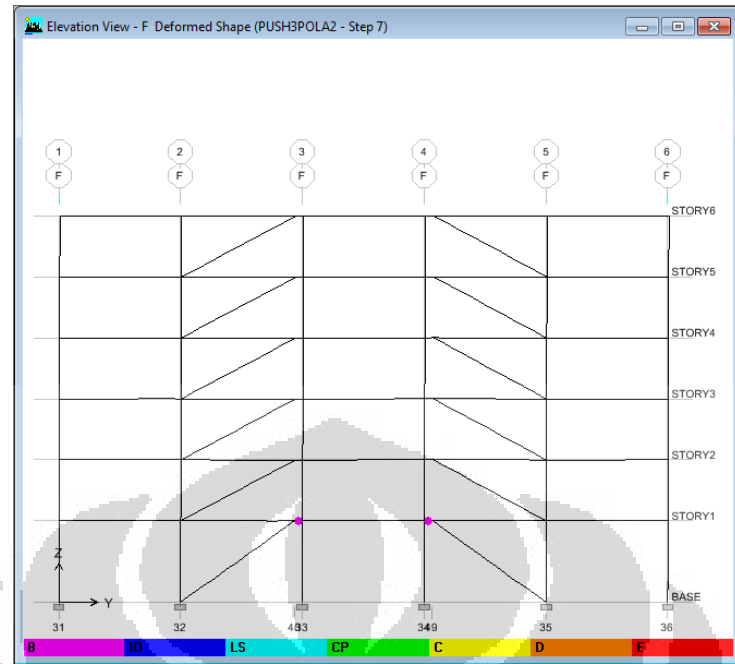 Elevation View - F Deformed Shape (PUSH3POLA2 - Step 7)
1 2 3 4 5 6
F F F F F F
STORY6
STORY5
STORY4
STORY3
STORY2
STORY1
Z
Y
BASE
31 32 33 34 35 36
B IO LS CP C D E